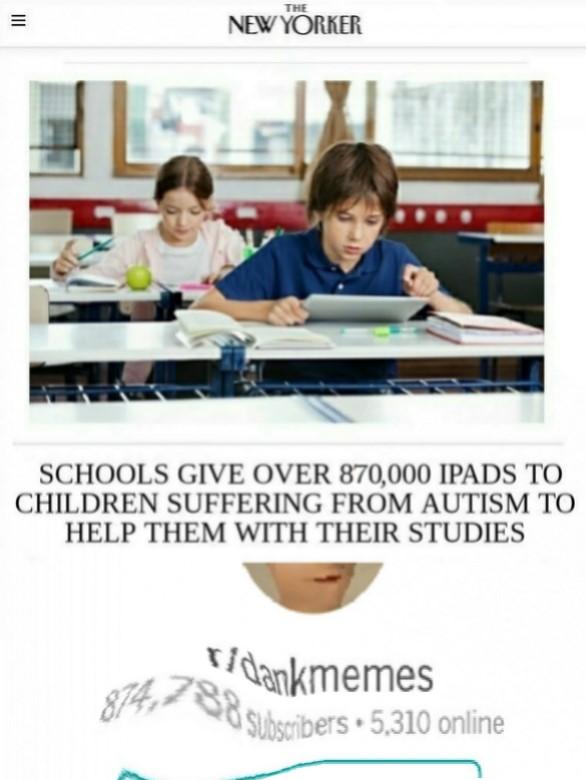 THE
NEW YORKER
SCHOOLS GIVE OVER 870,000 IPADS TO
CHILDREN SUFFERING FROM AUTISM TO
HELP THEM WITH THEIR STUDIES
r/dankmemes
874,788 Subscribers • 5,310 online